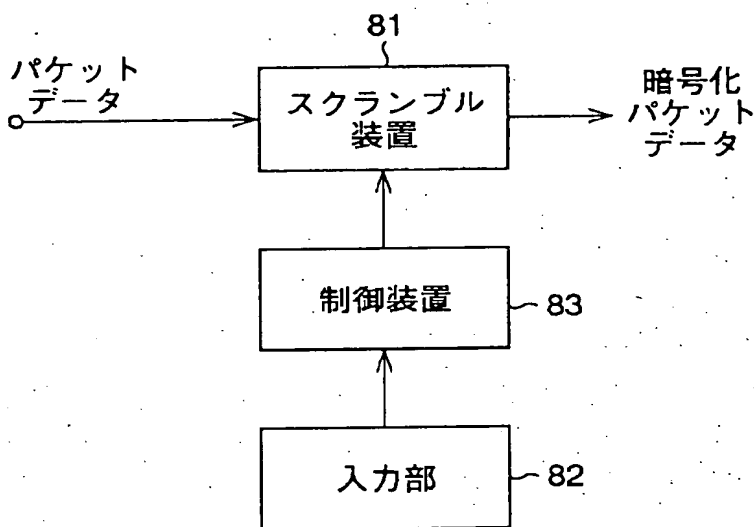 81
パケット
データ
スクランブル
装置
暗号化
パケット
データ
制御装置
83
入力部
82